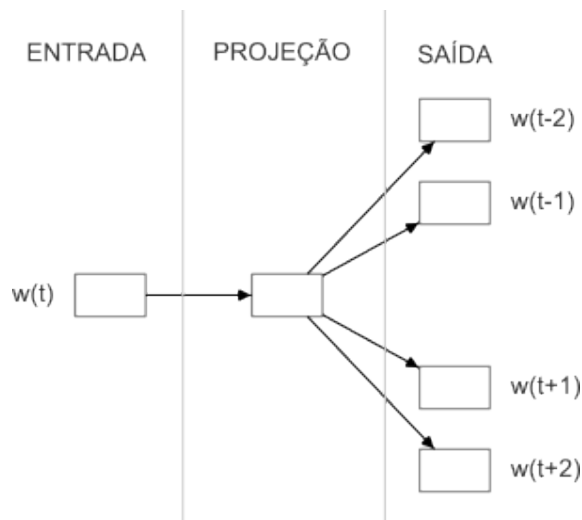 ENTRADA PROJEÇÃO SAÍDA
w(t-2)
w(t-1)
w(t)
w(t+1)
w(t+2)